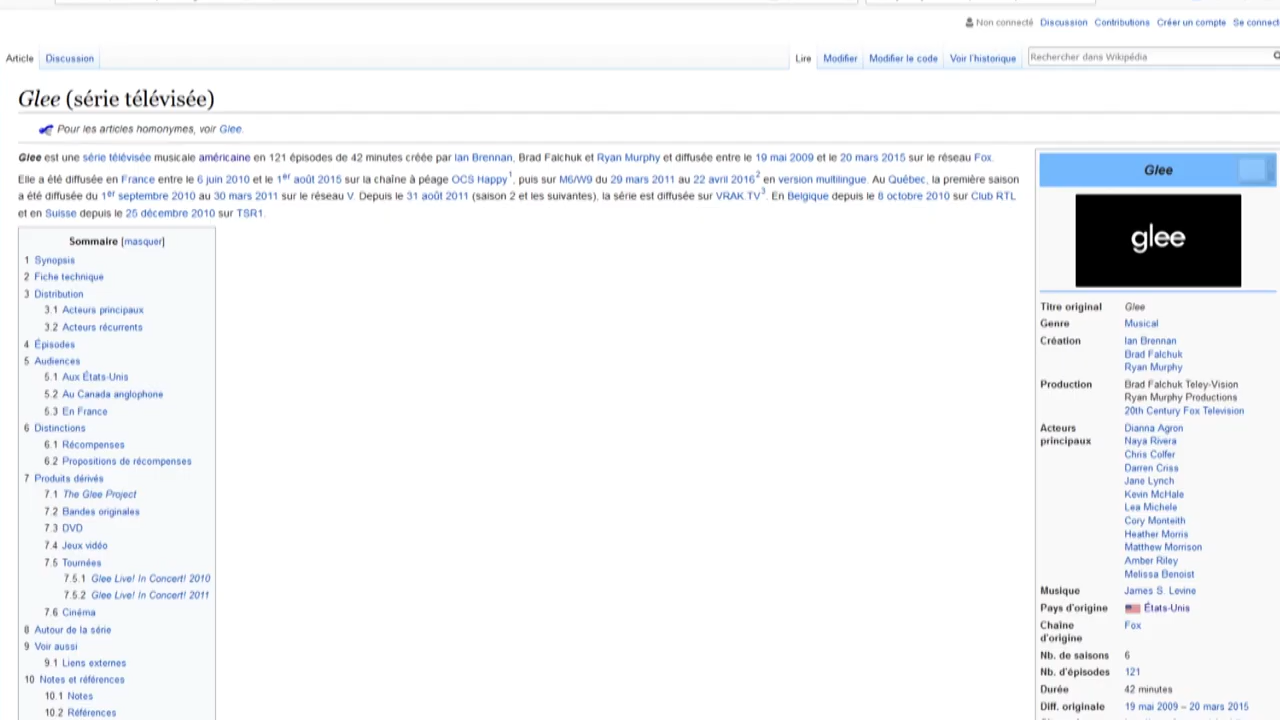 Non connecté Discussion Contributions Créer un compte Se connect
Article Discussion Lire Modifier Modifier le code Voir l'historique Rechercher dans Wikipédia
Glee (série télévisée)
Pour les articles homonymes, voir Glee.
Glee est une série télévisée musicale américaine en 121 épisodes de 42 minutes créée par Ian Brennan, Brad Falchuk et Ryan Murphy et diffusée entre le 19 mai 2009 et le 20 mars 2015 sur le réseau Fox.
Elle a été diffusée en France entre le 6 juin 2010 et le 1er août 2015 sur la chaîne à péage OCS Happy1, puis sur M6/W9 du 29 mars 2011 au 22 avril 20162 en version multilingue. Au Québec, la première saison
a été diffusée du 1er septembre 2010 au 30 mars 2011 sur le réseau V. Depuis le 31 août 2011 (saison 2 et les suivantes), la série est diffusée sur VRAK.TV3. En Belgique depuis le 8 octobre 2010 sur Club RTL
et en Suisse depuis le 25 décembre 2010 sur TSR1.
Sommaire [masquer]
1 Synopsis
2 Fiche technique
3 Distribution
3.1 Acteurs principaux
3.2 Acteurs récurrents
4 Épisodes
5 Audiences
5.1 Aux États-Unis
5.2 Au Canada anglophone
5.3 En France
6 Distinctions
6.1 Récompenses
6.2 Propositions de récompenses
7 Produits dérivés
7.1 The Glee Project
7.2 Bandes originales
7.3 DVD
7.4 Jeux vidéo
7.5 Tournées
7.5.1 Glee Live! In Concert! 2010
7.5.2 Glee Live! In Concert! 2011
7.6 Cinéma
8 Autour de la série
9 Voir aussi
9.1 Liens externes
10 Notes et références
10.1 Notes
10.2 Références
Glee
glee
Titre original Glee
Genre Musical
Création Ian Brennan
Brad Falchuk
Ryan Murphy
Production Brad Falchuk Teley-Vision
Ryan Murphy Productions
20th Century Fox Television
Acteurs Dianna Agron
principaux Naya Rivera
Chris Colfer
Darren Criss
Jane Lynch
Kevin McHale
Lea Michele
Cory Monteith
Heather Morris
Matthew Morrison
Amber Riley
Melissa Benoist
Musique James S. Levine
Pays d'origine États-Unis
Chaîne Fox
d'origine
Nb. de saisons 6
Nb. d'épisodes 121
Durée 42 minutes
Diff. originale 19 mai 2009 – 20 mars 2015